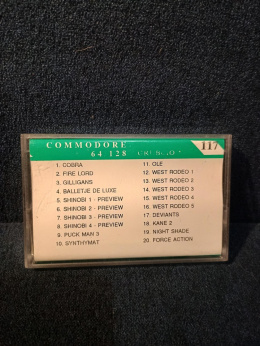 COMMODORE
64 128
117
1. COBRA
2. FIRE LORD
3. GILLIGANS
4. BALLETJE DE LUXE
5. SHINOBI 1 - PREVIEW
6. SHINOBI 2 - PREVIEW
7. SHINOBI 3 - PREVIEW
8. SHINOBI 4 - PREVIEW
9. PUCK MAN 3
10. SYNTHYMAT
11. OLE
12. WEST RODEO 1
13. WEST RODEO 2
14. WEST RODEO 3
15. WEST RODEO 4
16. WEST RODEO 5
17. DEVIANTS
18. KANE 2
19. NIGHT SHADE
20. FORCE ACTION